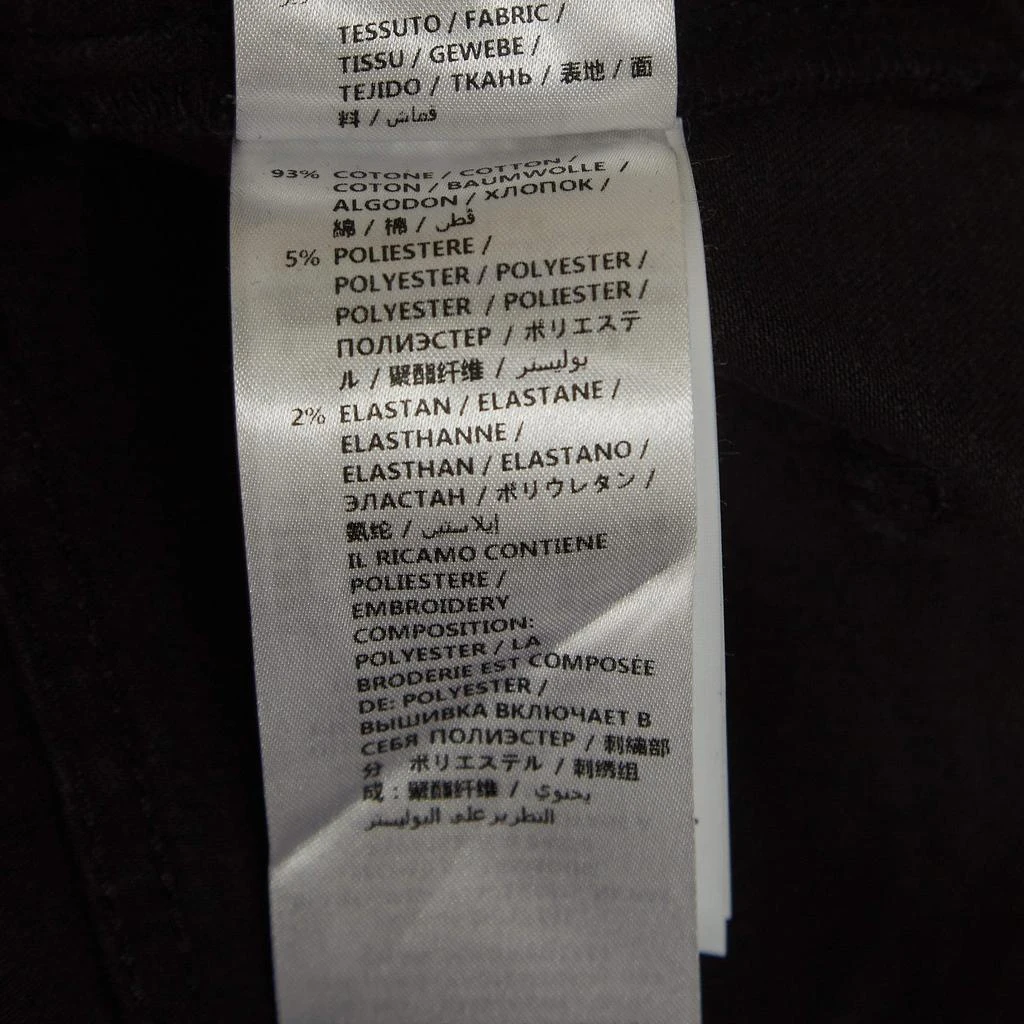 TESSUTO / FABRIC /
TISSU / GEWEBE /
TEJIDO / ТКАНЬ / 表地 / 面
料 / قماش
93% COTONE / COTTON /
COTON / BAUMWOLLE /
ALGODON / ХЛОПОК /
綿 / 棉 / قطن
5% POLIESTERE /
POLYESTER / POLYESTER /
POLYESTER / POLIESTER /
ПОЛИЭСТЕР / ポリエステ
ル / 聚酯纤维 / بوليستر
2% ELASTAN / ELASTANE /
ELASTHANNE /
ELASTHAN / ELASTANO /
ЭЛАСТАН / ポリウレタン /
氨纶 / إيلاستين
IL RICAMO CONTIENE
POLIESTERE /
EMBROIDERY
COMPOSITION:
POLYESTER / LA
BRODERIE EST COMPOSÉE
DE: POLYESTER /
ВЫШИВКА ВКЛЮЧАЕТ В
СЕБЯ ПОЛИЭСТЕР / 刺繍部
分 ポリエステル / 刺绣组
成 : 聚酯纤维 / يحتوي
التطريز على البوليستر